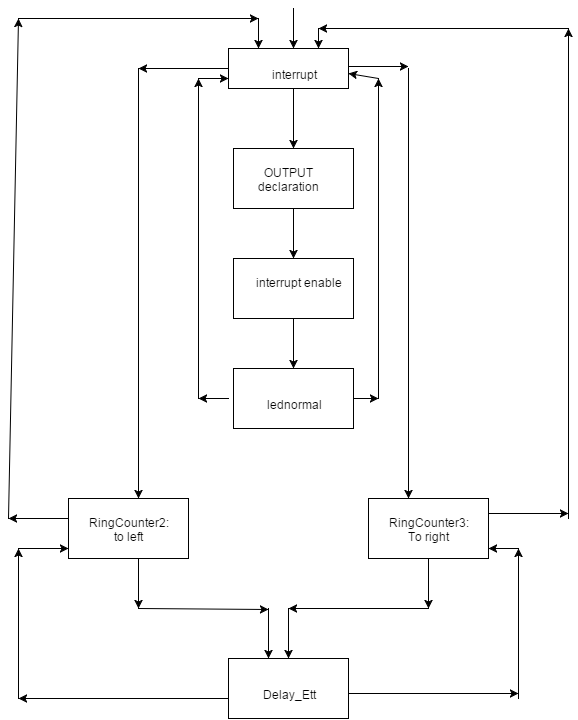 interrupt
OUTPUT
declaration
interrupt enable
lednormal
RingCounter2:
to left
RingCounter3:
To right
Delay_Ett